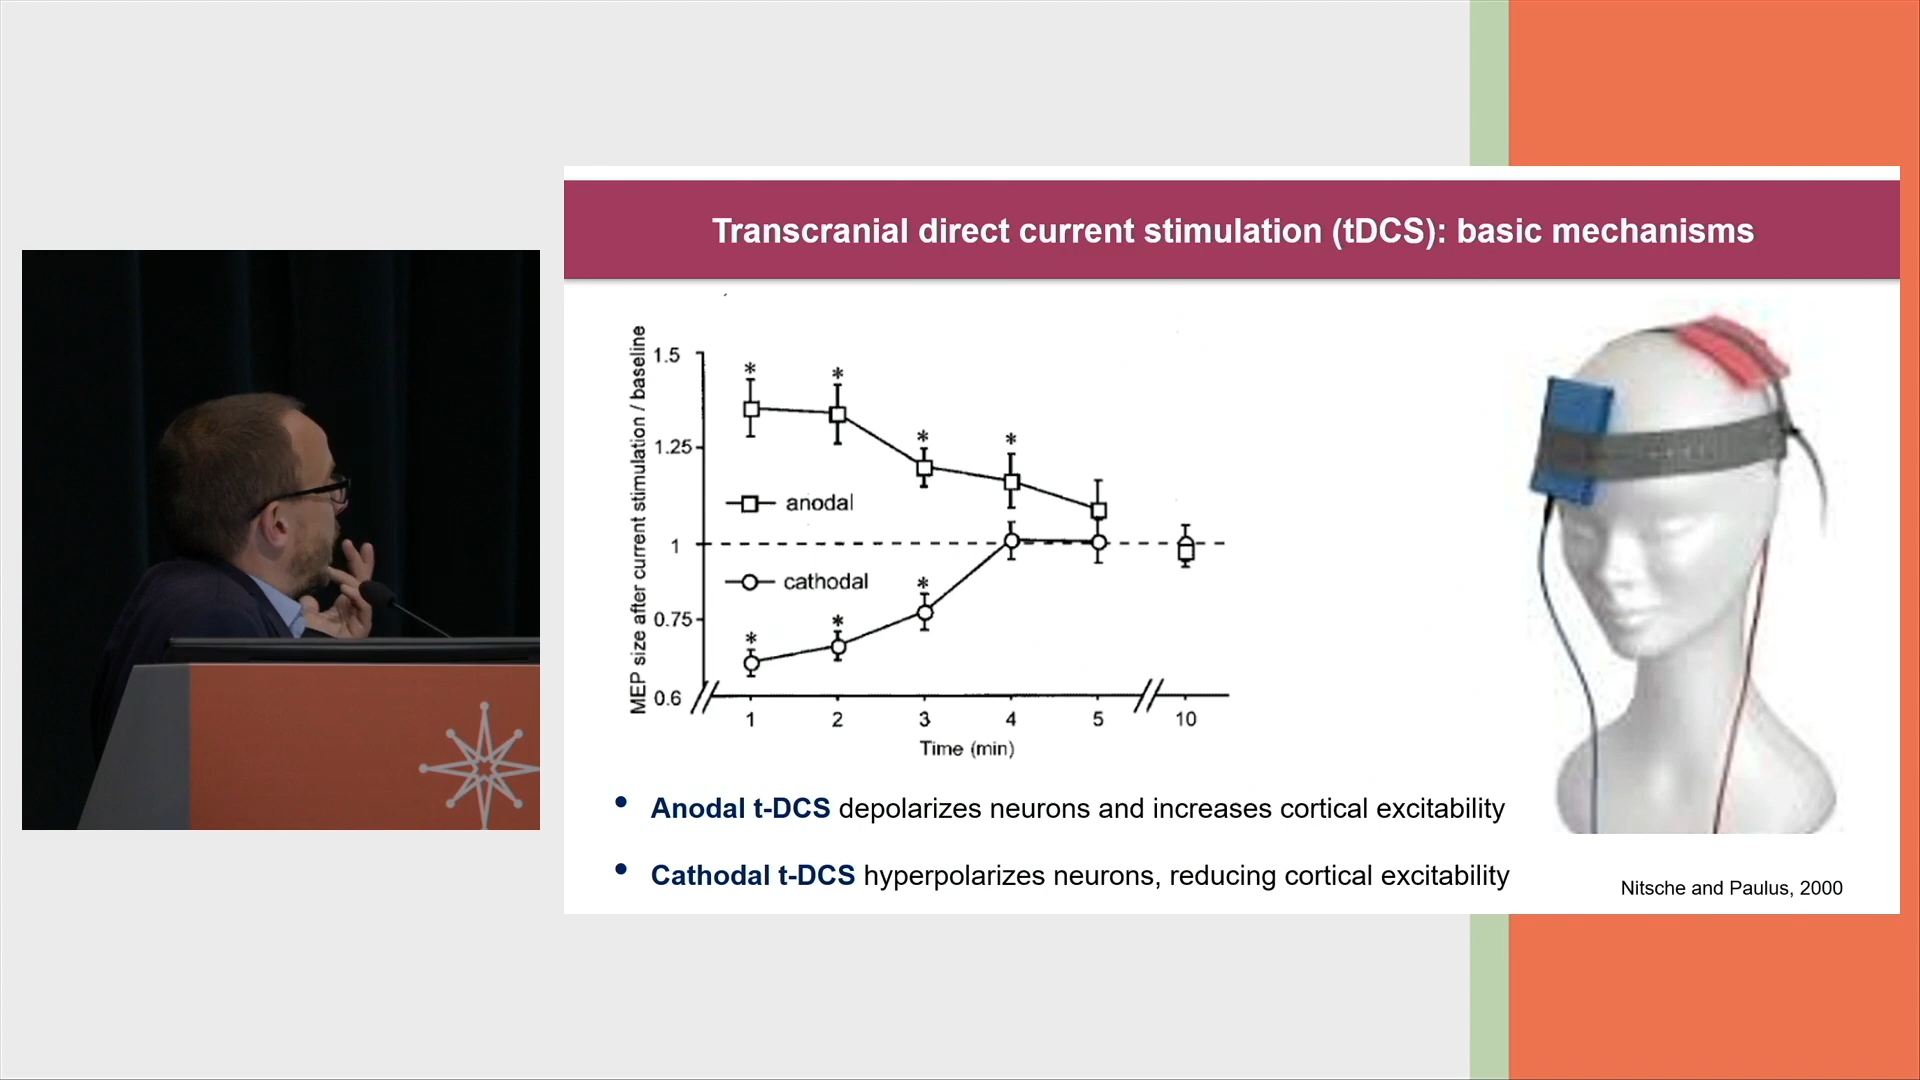 Transcranial direct current stimulation (tDCS): basic mechanisms
MEP size after current stimulation / baseline
1.5
1.25
1
0.75
0.6
* * * *
anodal
cathodal
* * *
1 2 3 4 5 10
Time (min)
• Anodal t-DCS depolarizes neurons and increases cortical excitability
• Cathodal t-DCS hyperpolarizes neurons, reducing cortical excitability
Nitsche and Paulus, 2000